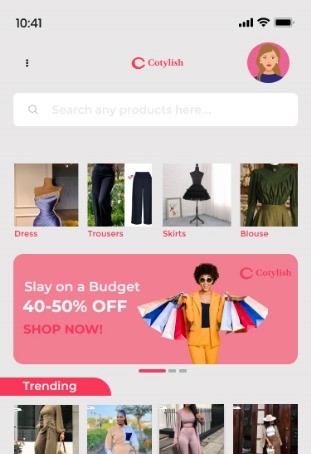 10:41
Cotylish
Search any products here...
Dress
Trousers
Skirts
Blouse
Cotylish
Slay on a Budget
40-50% OFF
SHOP NOW!
Trending